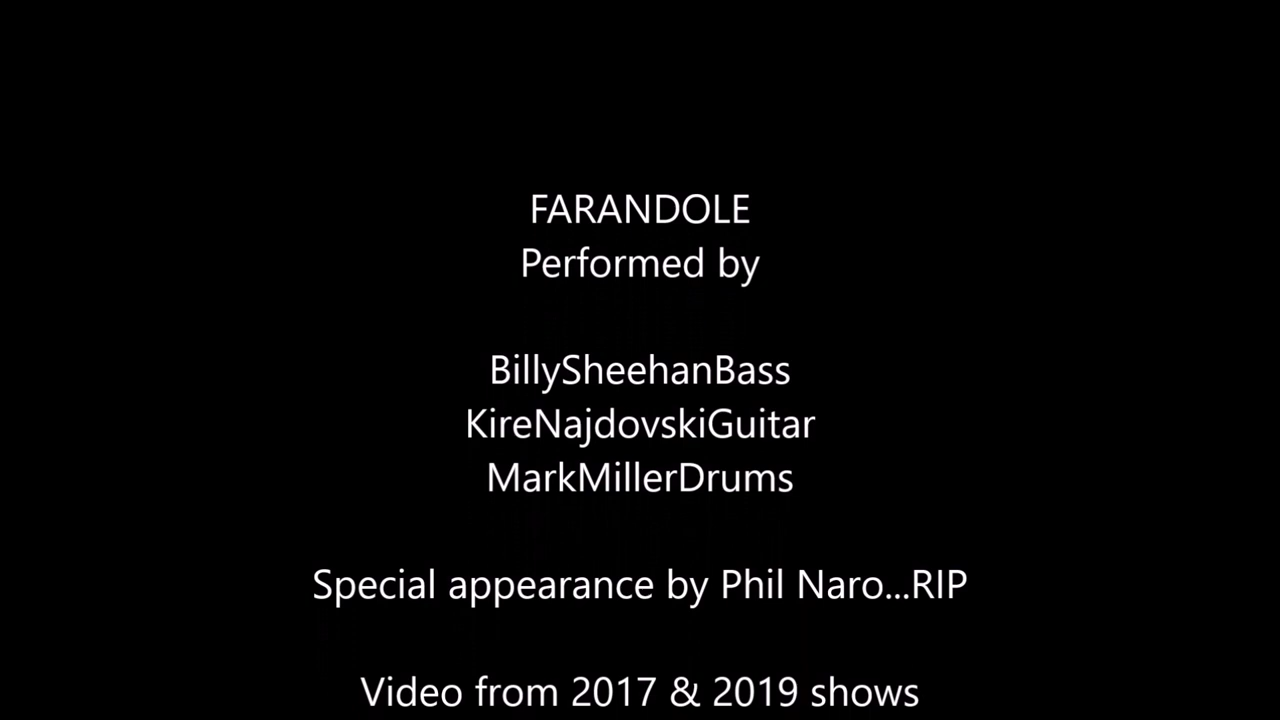 FARANDOLE
Performed by
BillySheehanBass
KireNajdovskiGuitar
MarkMillerDrums
Special appearance by Phil Naro...RIP
Video from 2017 & 2019 shows